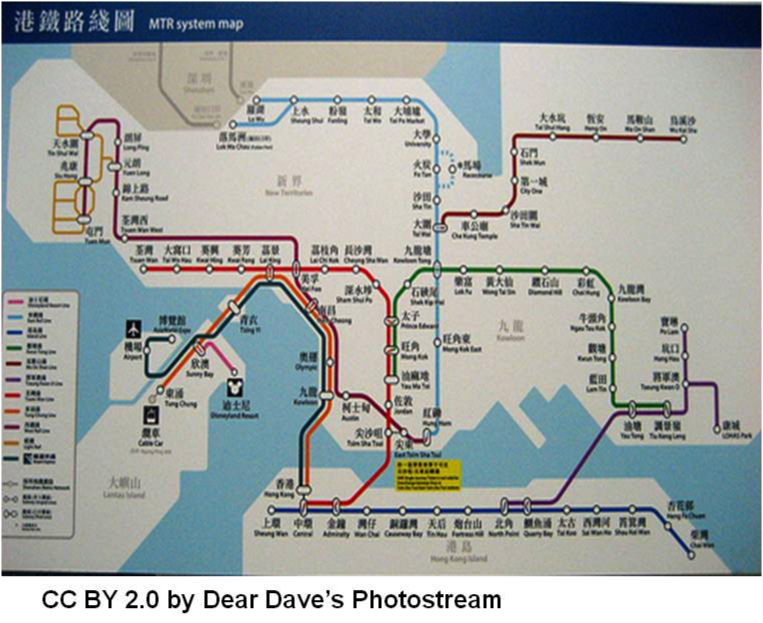 港鐵路綫圖 MTR system map
深圳
Shenzhen
羅湖
Lo Wu
上水
Sheung Shui
粉嶺
Fanling
太和
Tai Wo
大埔墟
Tai Po Market
落馬洲
Lok Ma Chau
大學
University
火炭
Fo Tan
馬場
Racecourse
沙田
Sha Tin
大圍
Tai Wai
大水坑
Tai Shui Hang
恆安
Heng On
馬鞍山
Ma On Shan
烏溪沙
Wu Kai Sha
石門
Shek Mun
第一城
City One
沙田圍
Sha Tin Wai
車公廟
Che Kung Temple
天水圍
Tin Shui Wai
朗屏
Long Ping
兆康
Siu Hong
元朗
Yuen Long
錦上路
Kam Sheung Road
屯門
Tuen Mun
荃灣西
Tsuen Wan West
新界
New Territories
荃灣
Tsuen Wan
大窩口
Tai Wo Hau
葵興
Kwai Hing
葵芳
Kwai Fong
荔景
Lai King
美孚
Mei Foo
荔枝角
Lai Chi Kok
長沙灣
Cheung Sha Wan
深水埗
Sham Shui Po
九龍塘
Kowloon Tong
樂富
Lok Fu
黃大仙
Wong Tai Sin
鑽石山
Diamond Hill
彩虹
Choi Hung
九龍灣
Kowloon Bay
牛頭角
Ngau Tau Kok
觀塘
Kwun Tong
藍田
Lam Tin
油塘
Yau Tong
調景嶺
Tiu Keng Leng
寶琳
Po Lam
坑口
Hang Hau
將軍澳
Tseung Kwan O
康城
LOHAS Park
石硤尾
Shek Kip Mei
太子
Prince Edward
旺角
Mong Kok
旺角東
Mong Kok East
油麻地
Yau Ma Tei
佐敦
Jordan
尖沙咀
Tsim Sha Tsui
尖東
East Tsim Sha Tsui
紅磡
Hung Hom
柯士甸
Austin
九龍
Kowloon
南昌
Nam Cheong
奧運
Olympic
九龍
Kowloon
青衣
Tsing Yi
博覽館
AsiaWorld-Expo
機場
Airport
欣澳
Sunny Bay
迪士尼
Disneyland Resort
東涌
Tung Chung
纜車
Cable Car
大嶼山
Lantau Island
香港
Hong Kong
上環
Sheung Wan
中環
Central
金鐘
Admiralty
灣仔
Wan Chai
銅鑼灣
Causeway Bay
天后
Tin Hau
炮台山
Fortress Hill
北角
North Point
鰂魚涌
Quarry Bay
太古
Tai Koo
西灣河
Sai Wan Ho
筲箕灣
Shau Kei Wan
杏花邨
Heng Fa Chuen
柴灣
Chai Wan
港島
Hong Kong Island
CC BY 2.0 by Dear Dave's Photostream